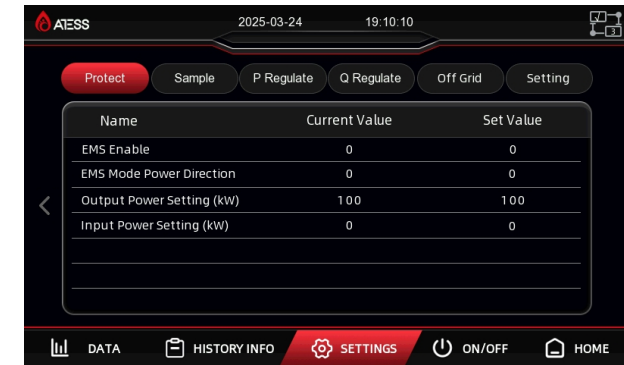 ATESS 2025-03-24 19:10:10
3
Protect Sample P Regulate Q Regulate Off Grid Setting
Name Current Value Set Value
EMS Enable 0 0
EMS Mode Power Direction 0 0
Output Power Setting (kW) 100 100
Input Power Setting (kW) 0 0
DATA HISTORY INFO SETTINGS ON/OFF HOME